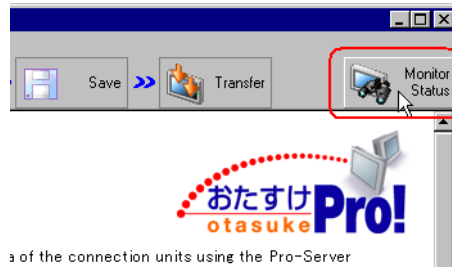 Save
Transfer
Monitor
Status
おたすけ Pro!
otasuke
a of the connection units using the Pro-Server